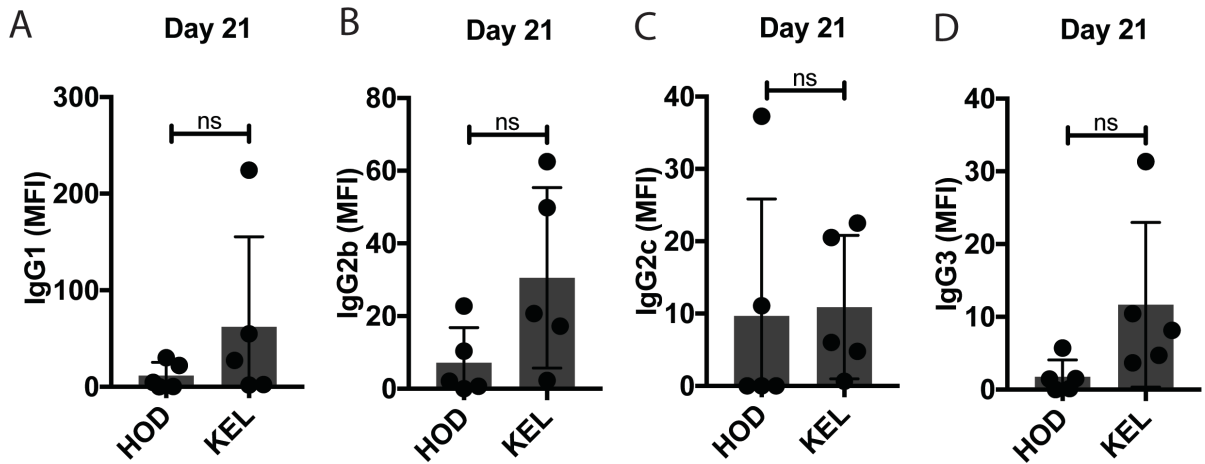 A
Day 21
IgG1 (MFI)
300
200
100
0
ns
HOD
KEL
B
Day 21
IgG2b (MFI)
80
60
40
20
0
ns
HOD
KEL
C
Day 21
IgG2c (MFI)
40
30
20
10
0
ns
HOD
KEL
D
Day 21
IgG3 (MFI)
40
30
20
10
0
ns
HOD
KEL